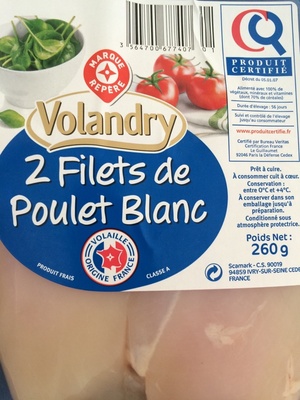 3 564700 677407 01
MARQUE REPÈRE
Volandry
2 Filets de
Poulet Blanc
VOLAILLE
ORIGINE FRANCE
PRODUIT FRAIS
CLASSE A
PRODUIT
CERTIFIÉ
Alimenté avec 100% de
végétaux, minéraux et vitamines
Durée d'élevage : 56 jours
Suivi et contrôlé de l'élevage
jusqu'au consommateur
www.produitcertifie.fr
Certifié par Bureau Veritas
Certification France
Le Guillaumet
92046 Paris la Défense Cedex
Prêt à cuire.
À consommer cuit à cœur.
Conservation :
entre 0°C et +4°C.
À conserver dans son
emballage jusqu'à
préparation.
Conditionné sous
atmosphère protectrice.
Poids Net :
260 g
Scamark - C.S. 90019
94859 IVRY-SUR-SEINE CEDEX
FRANCE